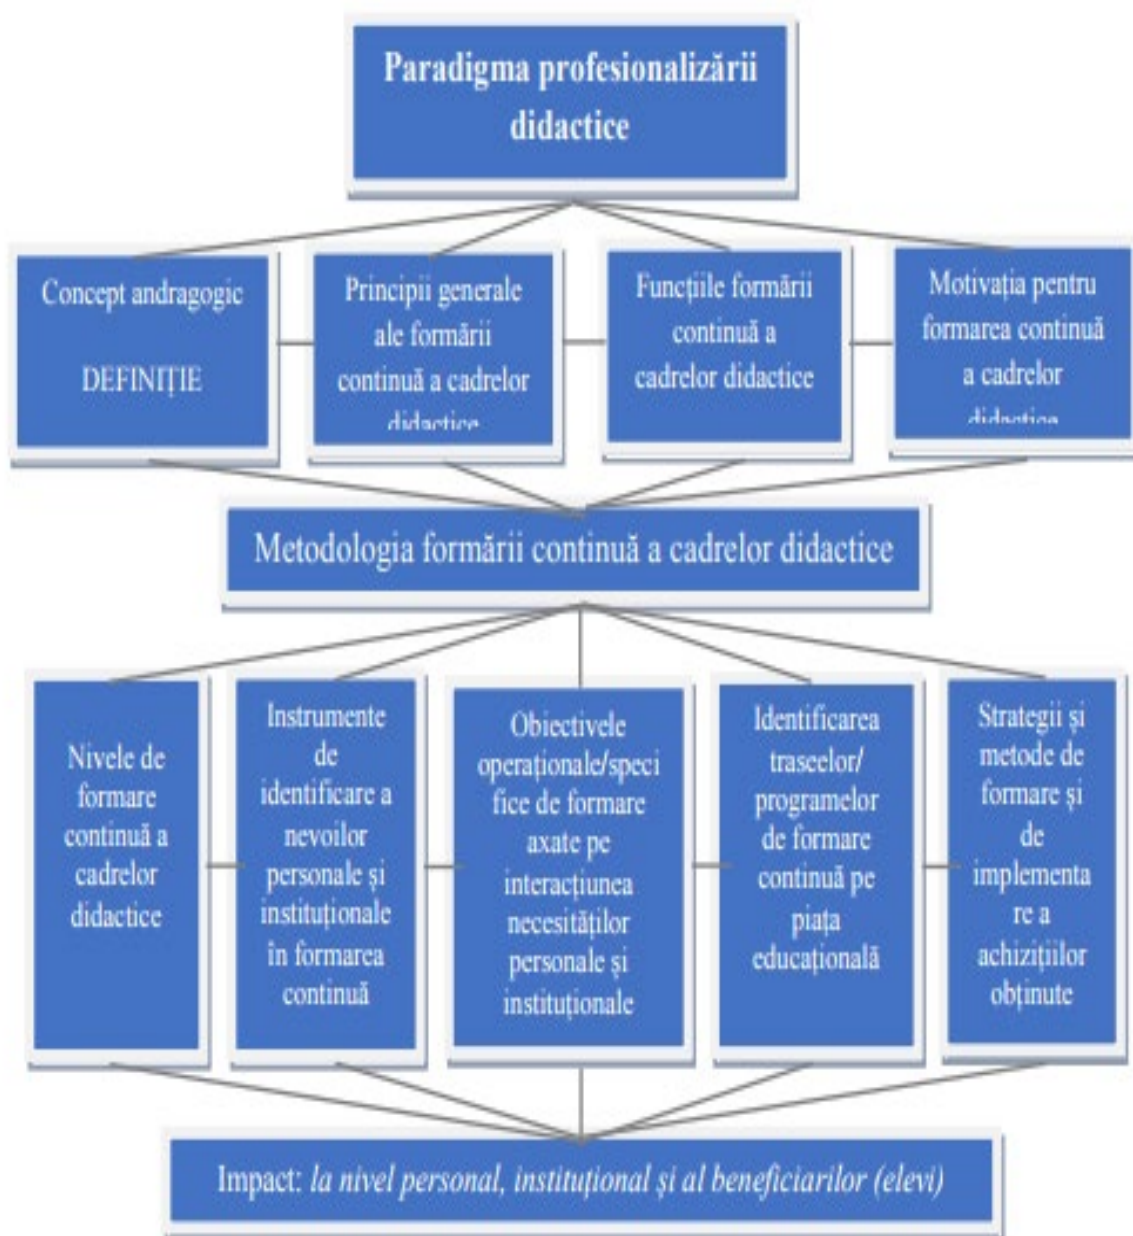 Paradigma profesionalizării
didactice
Concept andragogic
DEFINIȚIE
Principii generale
ale formării
continuă a cadrelor
didactice
Funcțiile formării
continuă a
cadrelor didactice
Motivația pentru
formarea continuă
a cadrelor
didactice
Metodologia formării continuă a cadrelor didactice
Nivele de
formare
continuă a
cadrelor
didactice
Instrumente
de
identificare a
nevoilor
personale și
instituționale
în formarea
continuă
Obiectivele
operaționale/speci
fice de formare
axate pe
interacțiunea
necesităților
personale și
instituționale
Identificarea
traseelor/
programelor
de formare
continuă pe
piața
educațională
Strategii și
metode de
formare și
de
implementa
re a
achizițiilor
obținute
Impact: la nivel personal, instituțional și al beneficiarilor (elevi)